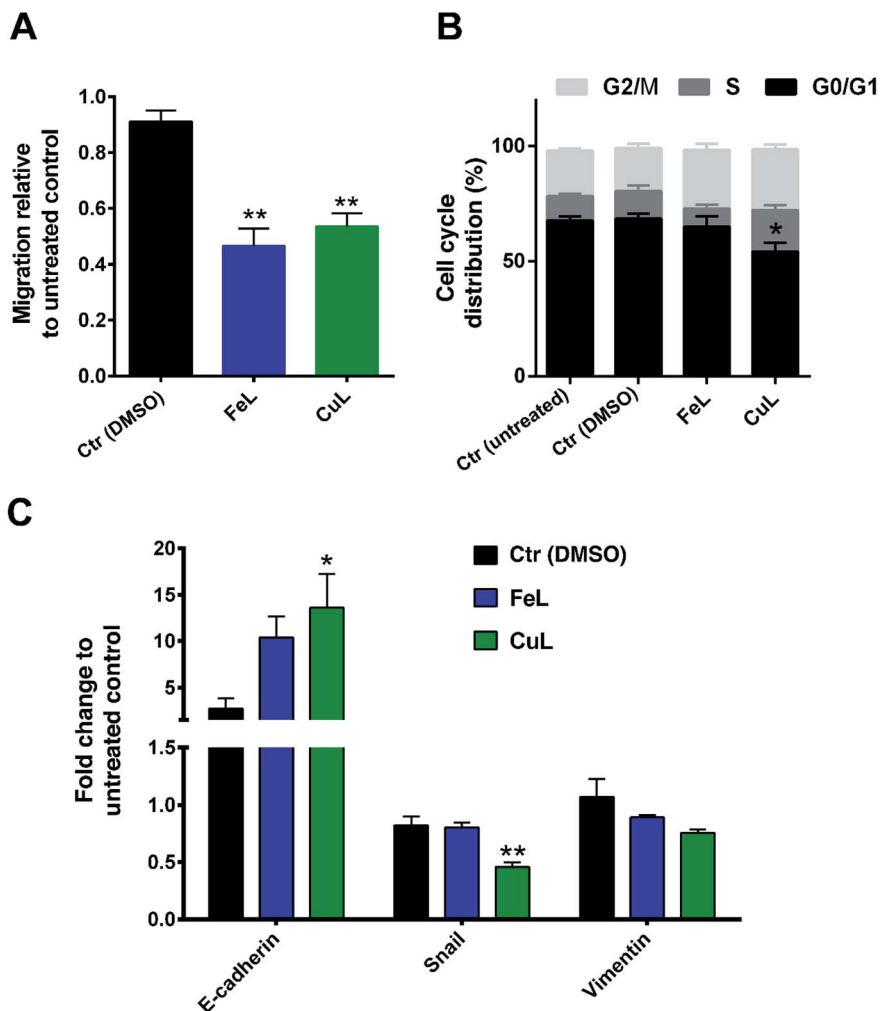 A
Migration relative
to untreated control
1.0
0.8
0.6
0.4
0.2
0.0
**
**
Ctr (DMSO)
FeL
CuL
B
G2/M S G0/G1
Cell cycle
distribution (%)
100
50
0
*
Ctr (untreated)
Ctr (DMSO)
FeL
CuL
C
Fold change to
untreated control
20
15
10
5
1.5
1.0
0.5
0.0
*
**
Ctr (DMSO)
FeL
CuL
E-cadherin
Snail
Vimentin